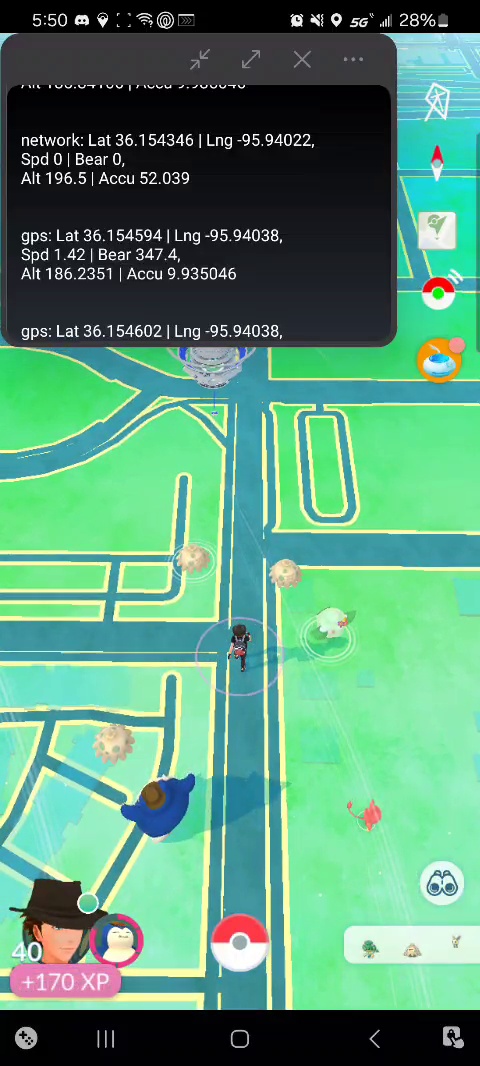 5:50
5G
28%
network: Lat 36.154346 | Lng -95.94022,
Spd 0 | Bear 0,
Alt 196.5 | Accu 52.039
gps: Lat 36.154594 | Lng -95.94038,
Spd 1.42 | Bear 347.4,
Alt 186.2351 | Accu 9.935046
gps: Lat 36.154602 | Lng -95.94038,
40
+170 XP